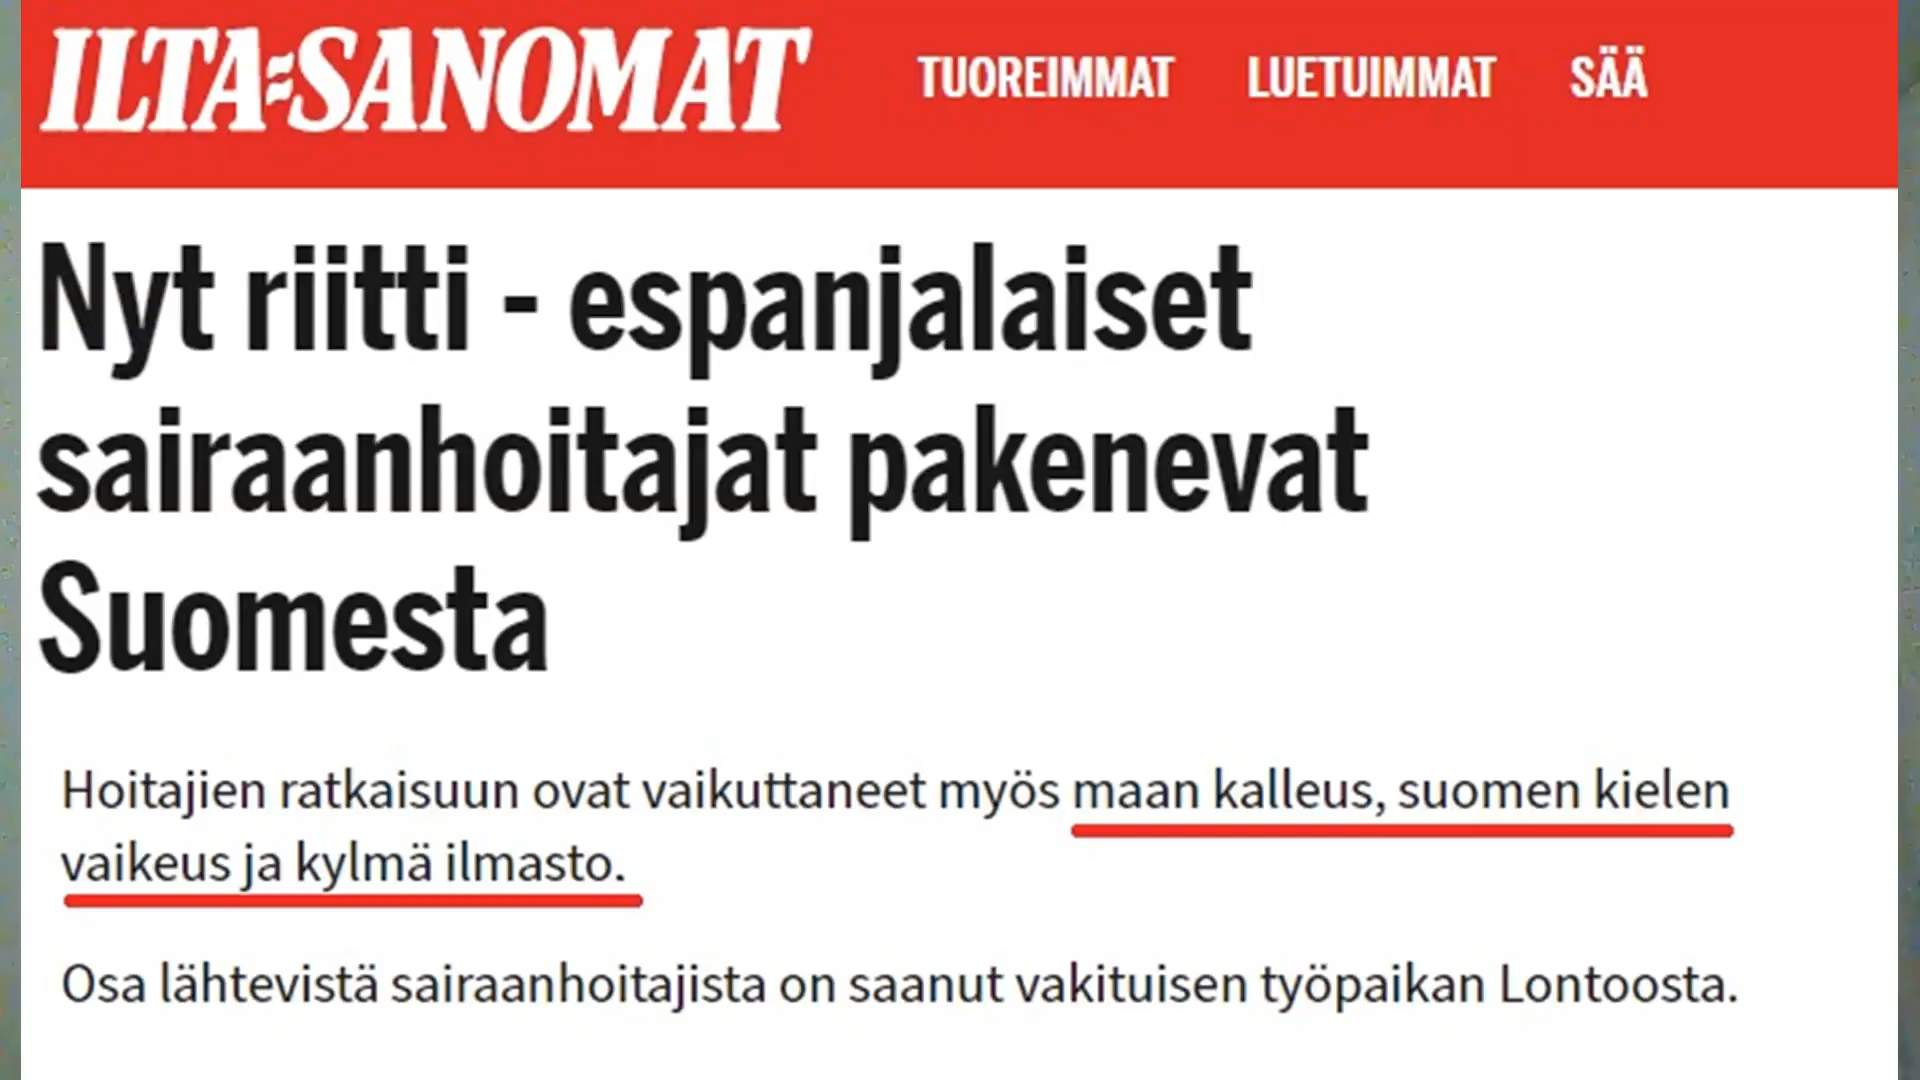 ILTA-SANOMAT TUOREIMMAT LUETUIMMAT SÄÄ
Nyt riitti - espanjalaiset
sairaanhoitajat pakenevat
Suomesta
Hoitajien ratkaisuun ovat vaikuttaneet myös maan kalleus, suomen kielen
vaikeus ja kylmä ilmasto.
Osa lähtevistä sairaanhoitajista on saanut vakituisen työpaikan Lontoosta.